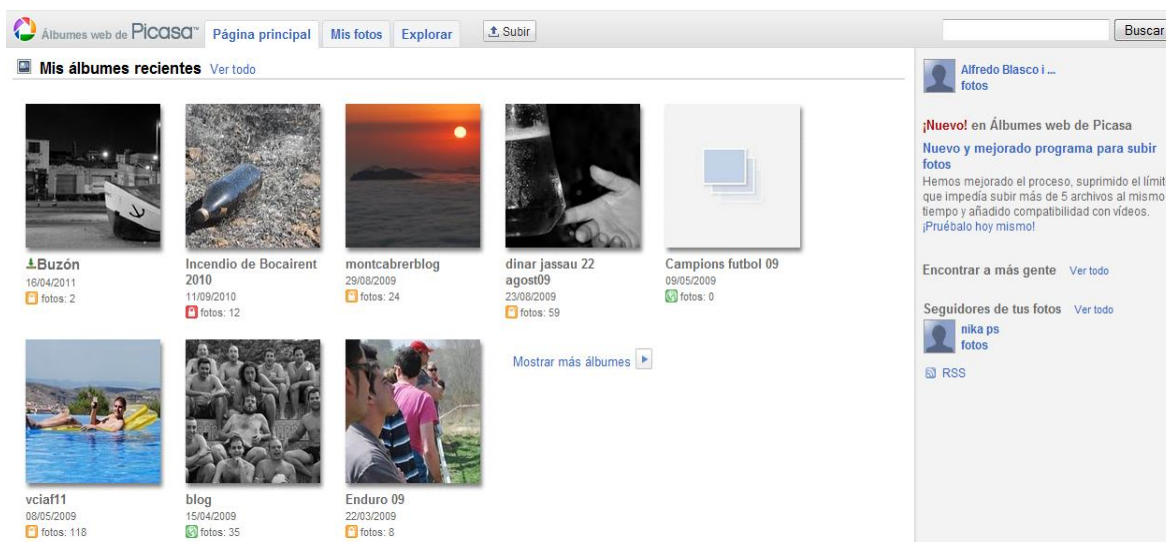 Álbumes web de Picasa™ Página principal Mis fotos Explorar Subir Buscar
Mis álbumes recientes Ver todo
Buzón
16/04/2011
fotos: 2
Incendio de Bocairent
2010
11/09/2010
fotos: 12
montcabrerblog
29/08/2009
fotos: 24
dinar jassau 22
agost09
23/08/2009
fotos: 59
Campions futbol 09
09/05/2009
fotos: 0
vciaf11
08/05/2009
fotos: 118
blog
15/04/2009
fotos: 35
Enduro 09
22/03/2009
fotos: 8
Mostrar más álbumes
Alfredo Blasco i ...
fotos
¡Nuevo! en Álbumes web de Picasa
Nuevo y mejorado programa para subir
fotos
Hemos mejorado el proceso, suprimido el límit
que impedía subir más de 5 archivos al mismo
tiempo y añadido compatibilidad con vídeos.
¡Pruébalo hoy mismo!
Encontrar a más gente Ver todo
Seguidores de tus fotos Ver todo
nika ps
fotos
RSS